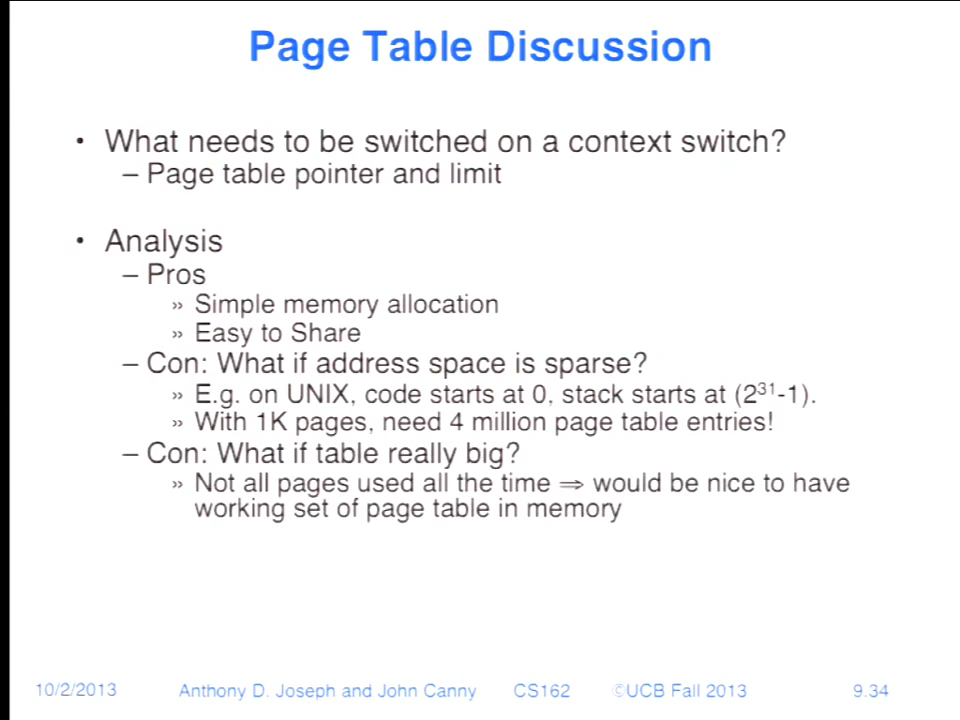 Page Table Discussion
• What needs to be switched on a context switch?
– Page table pointer and limit
• Analysis
– Pros
» Simple memory allocation
» Easy to Share
– Con: What if address space is sparse?
» E.g. on UNIX, code starts at 0, stack starts at (2³¹-1).
» With 1K pages, need 4 million page table entries!
– Con: What if table really big?
» Not all pages used all the time ⇒ would be nice to have
working set of page table in memory
10/2/2013 Anthony D. Joseph and John Canny CS162 ©UCB Fall 2013 9.34